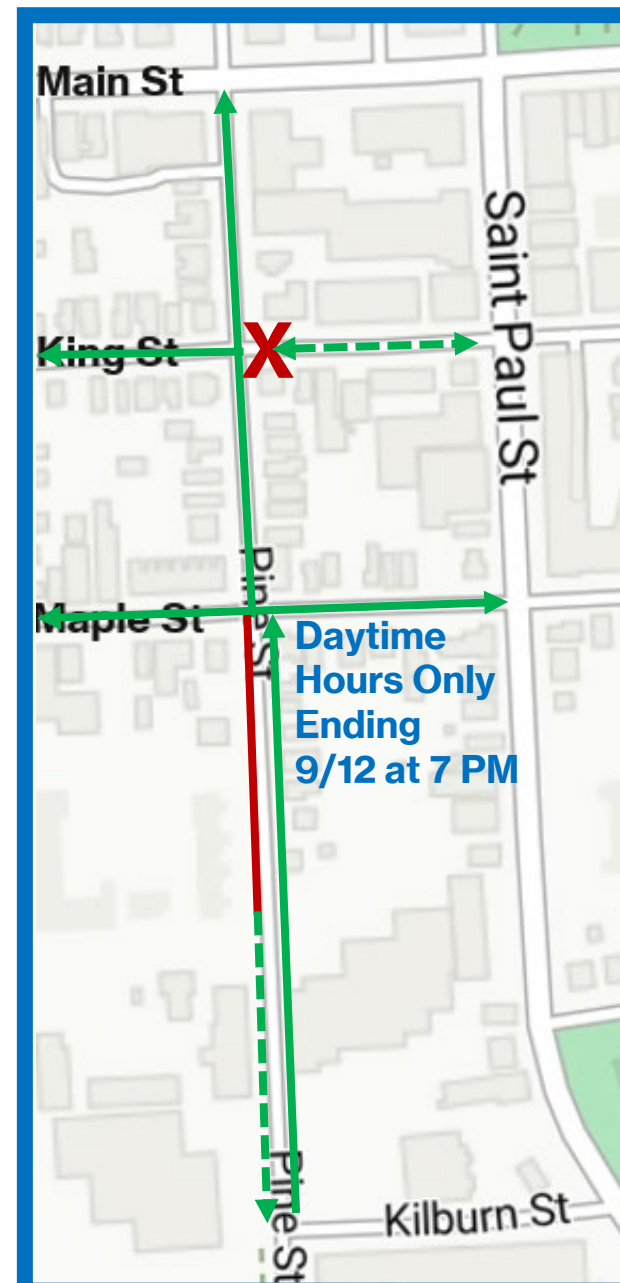 Main St
Saint Paul St
King St
X
Pine St
Maple St
Daytime
Hours Only
Ending
9/12 at 7 PM
Pine St
Kilburn St